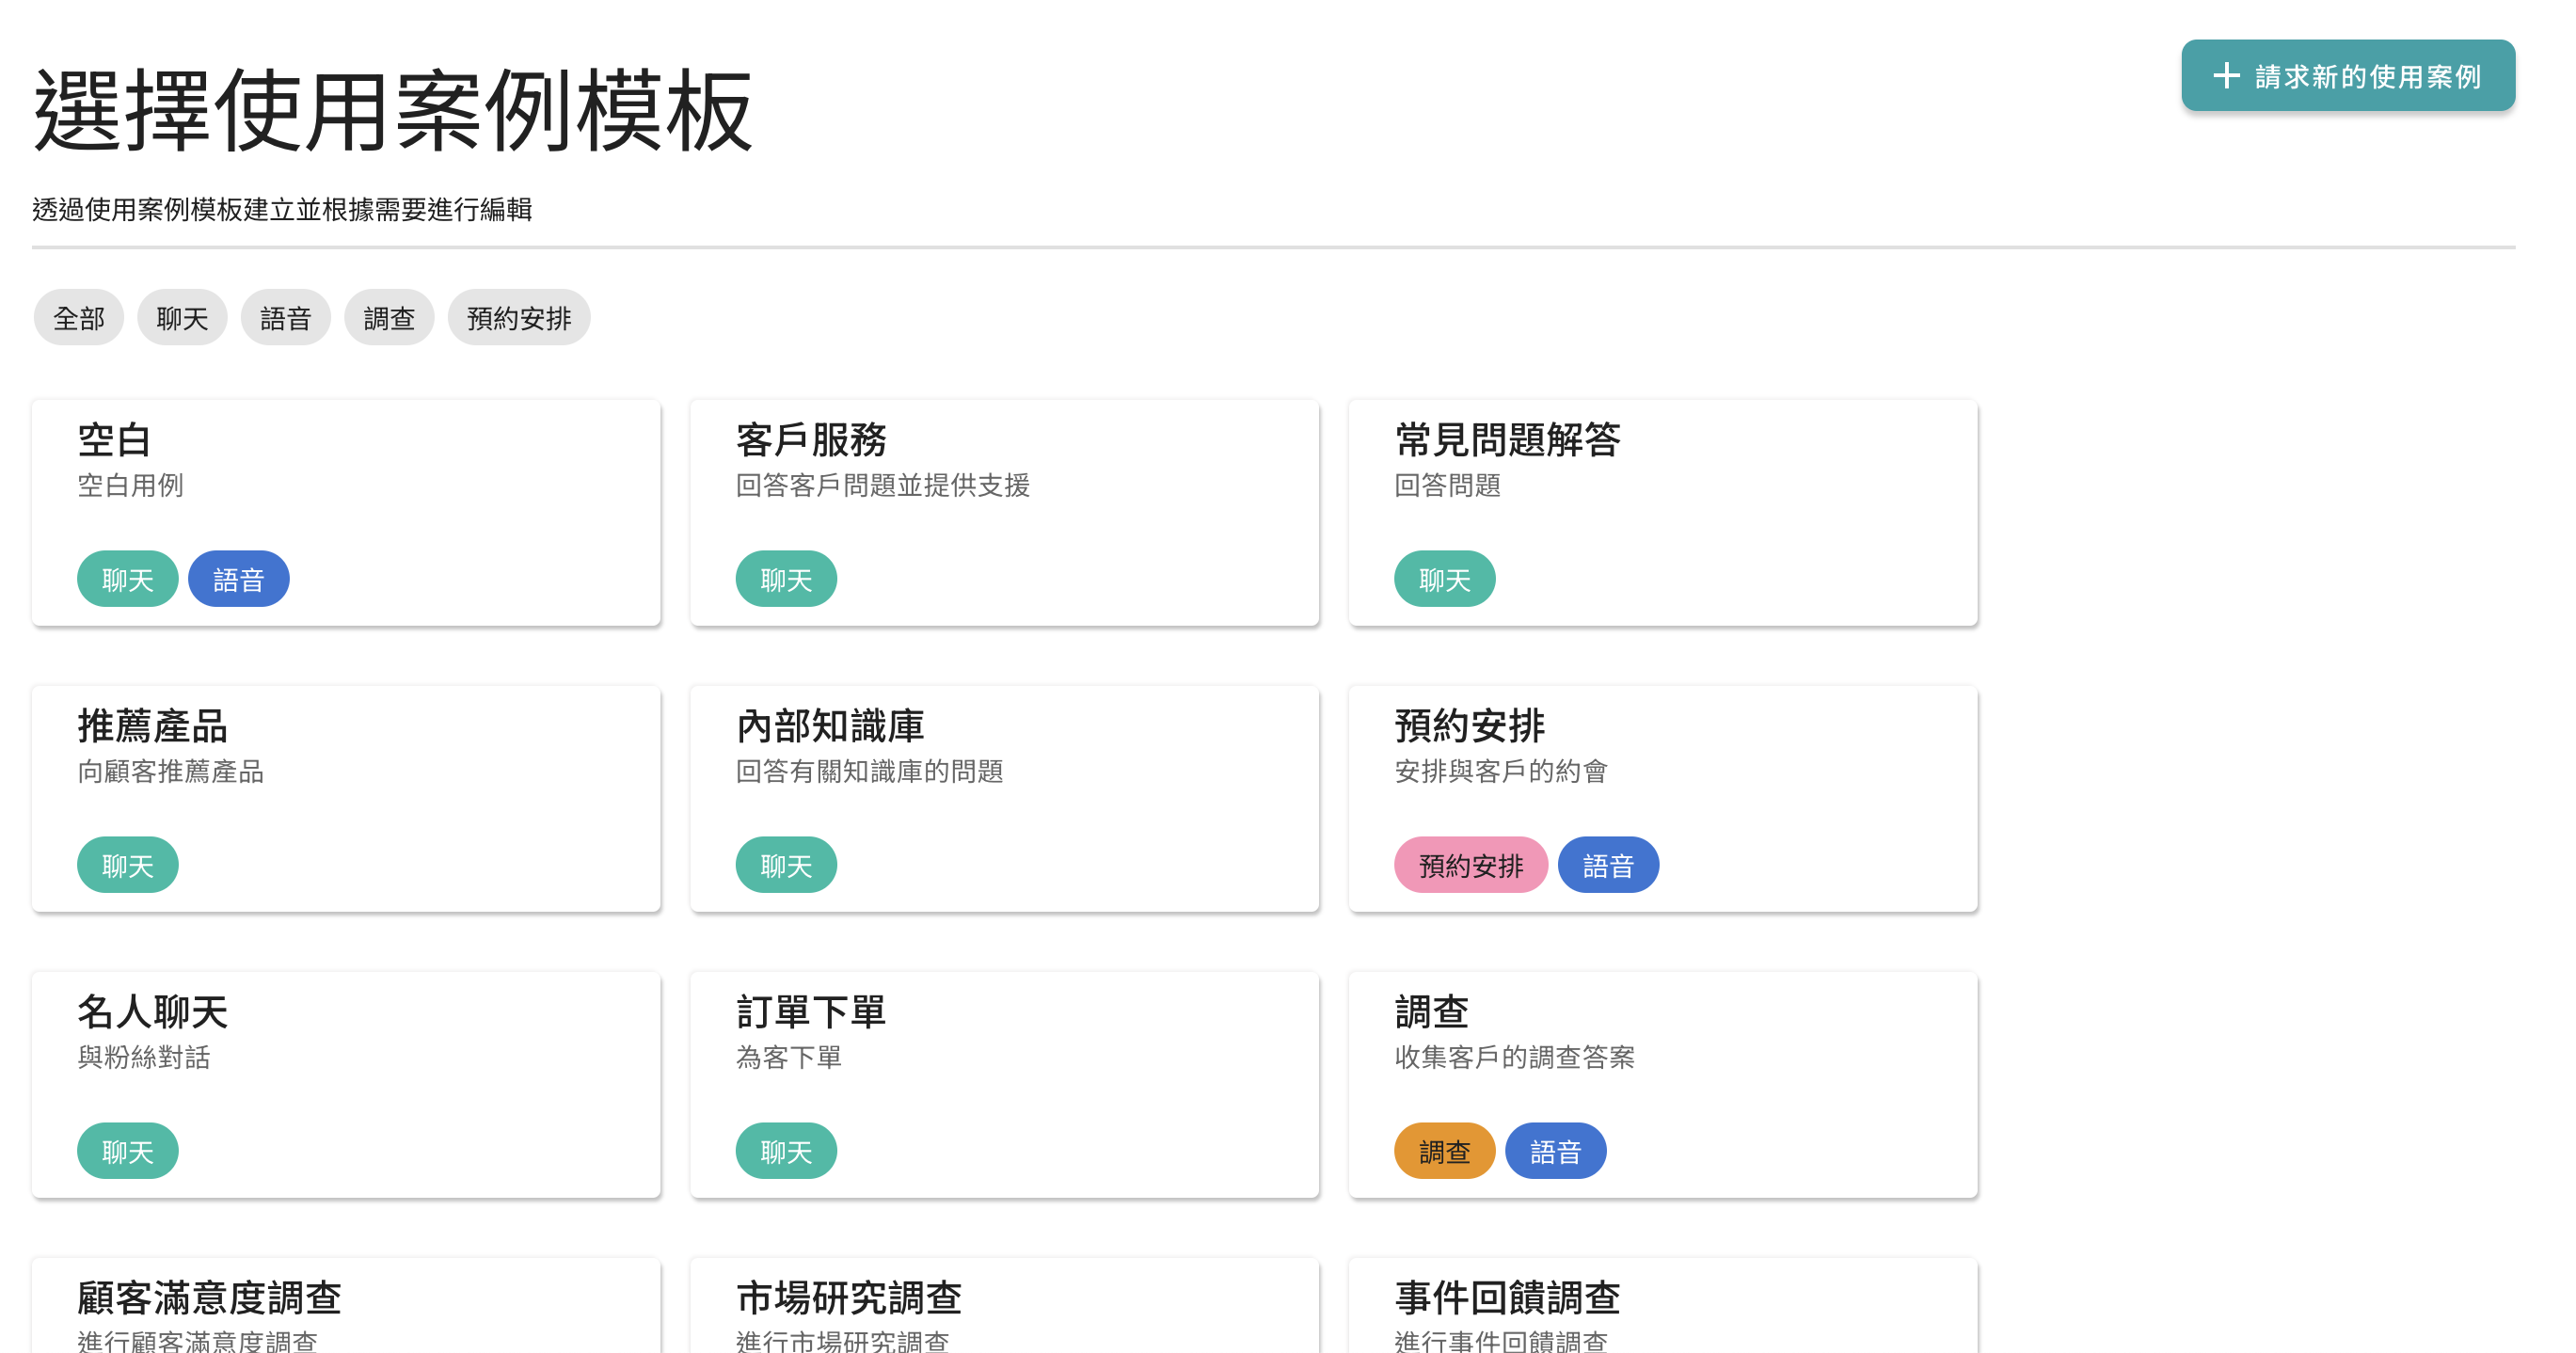 選擇使用案例模板
請求新的使用案例
透過使用案例模板建立並根據需要進行編輯
全部 聊天 語音 調查 預約安排
空白
空白用例
聊天 語音
客戶服務
回答客戶問題並提供支援
聊天
常見問題解答
回答問題
聊天
推薦產品
向顧客推薦產品
聊天
內部知識庫
回答有關知識庫的問題
聊天
預約安排
安排與客戶的約會
預約安排 語音
名人聊天
與粉絲對話
聊天
訂單下單
為客下單
聊天
調查
收集客戶的調查答案
調查 語音
顧客滿意度調查
進行顧客滿意度調查
市場研究調查
進行市場研究調查
事件回饋調查
進行事件回饋調查